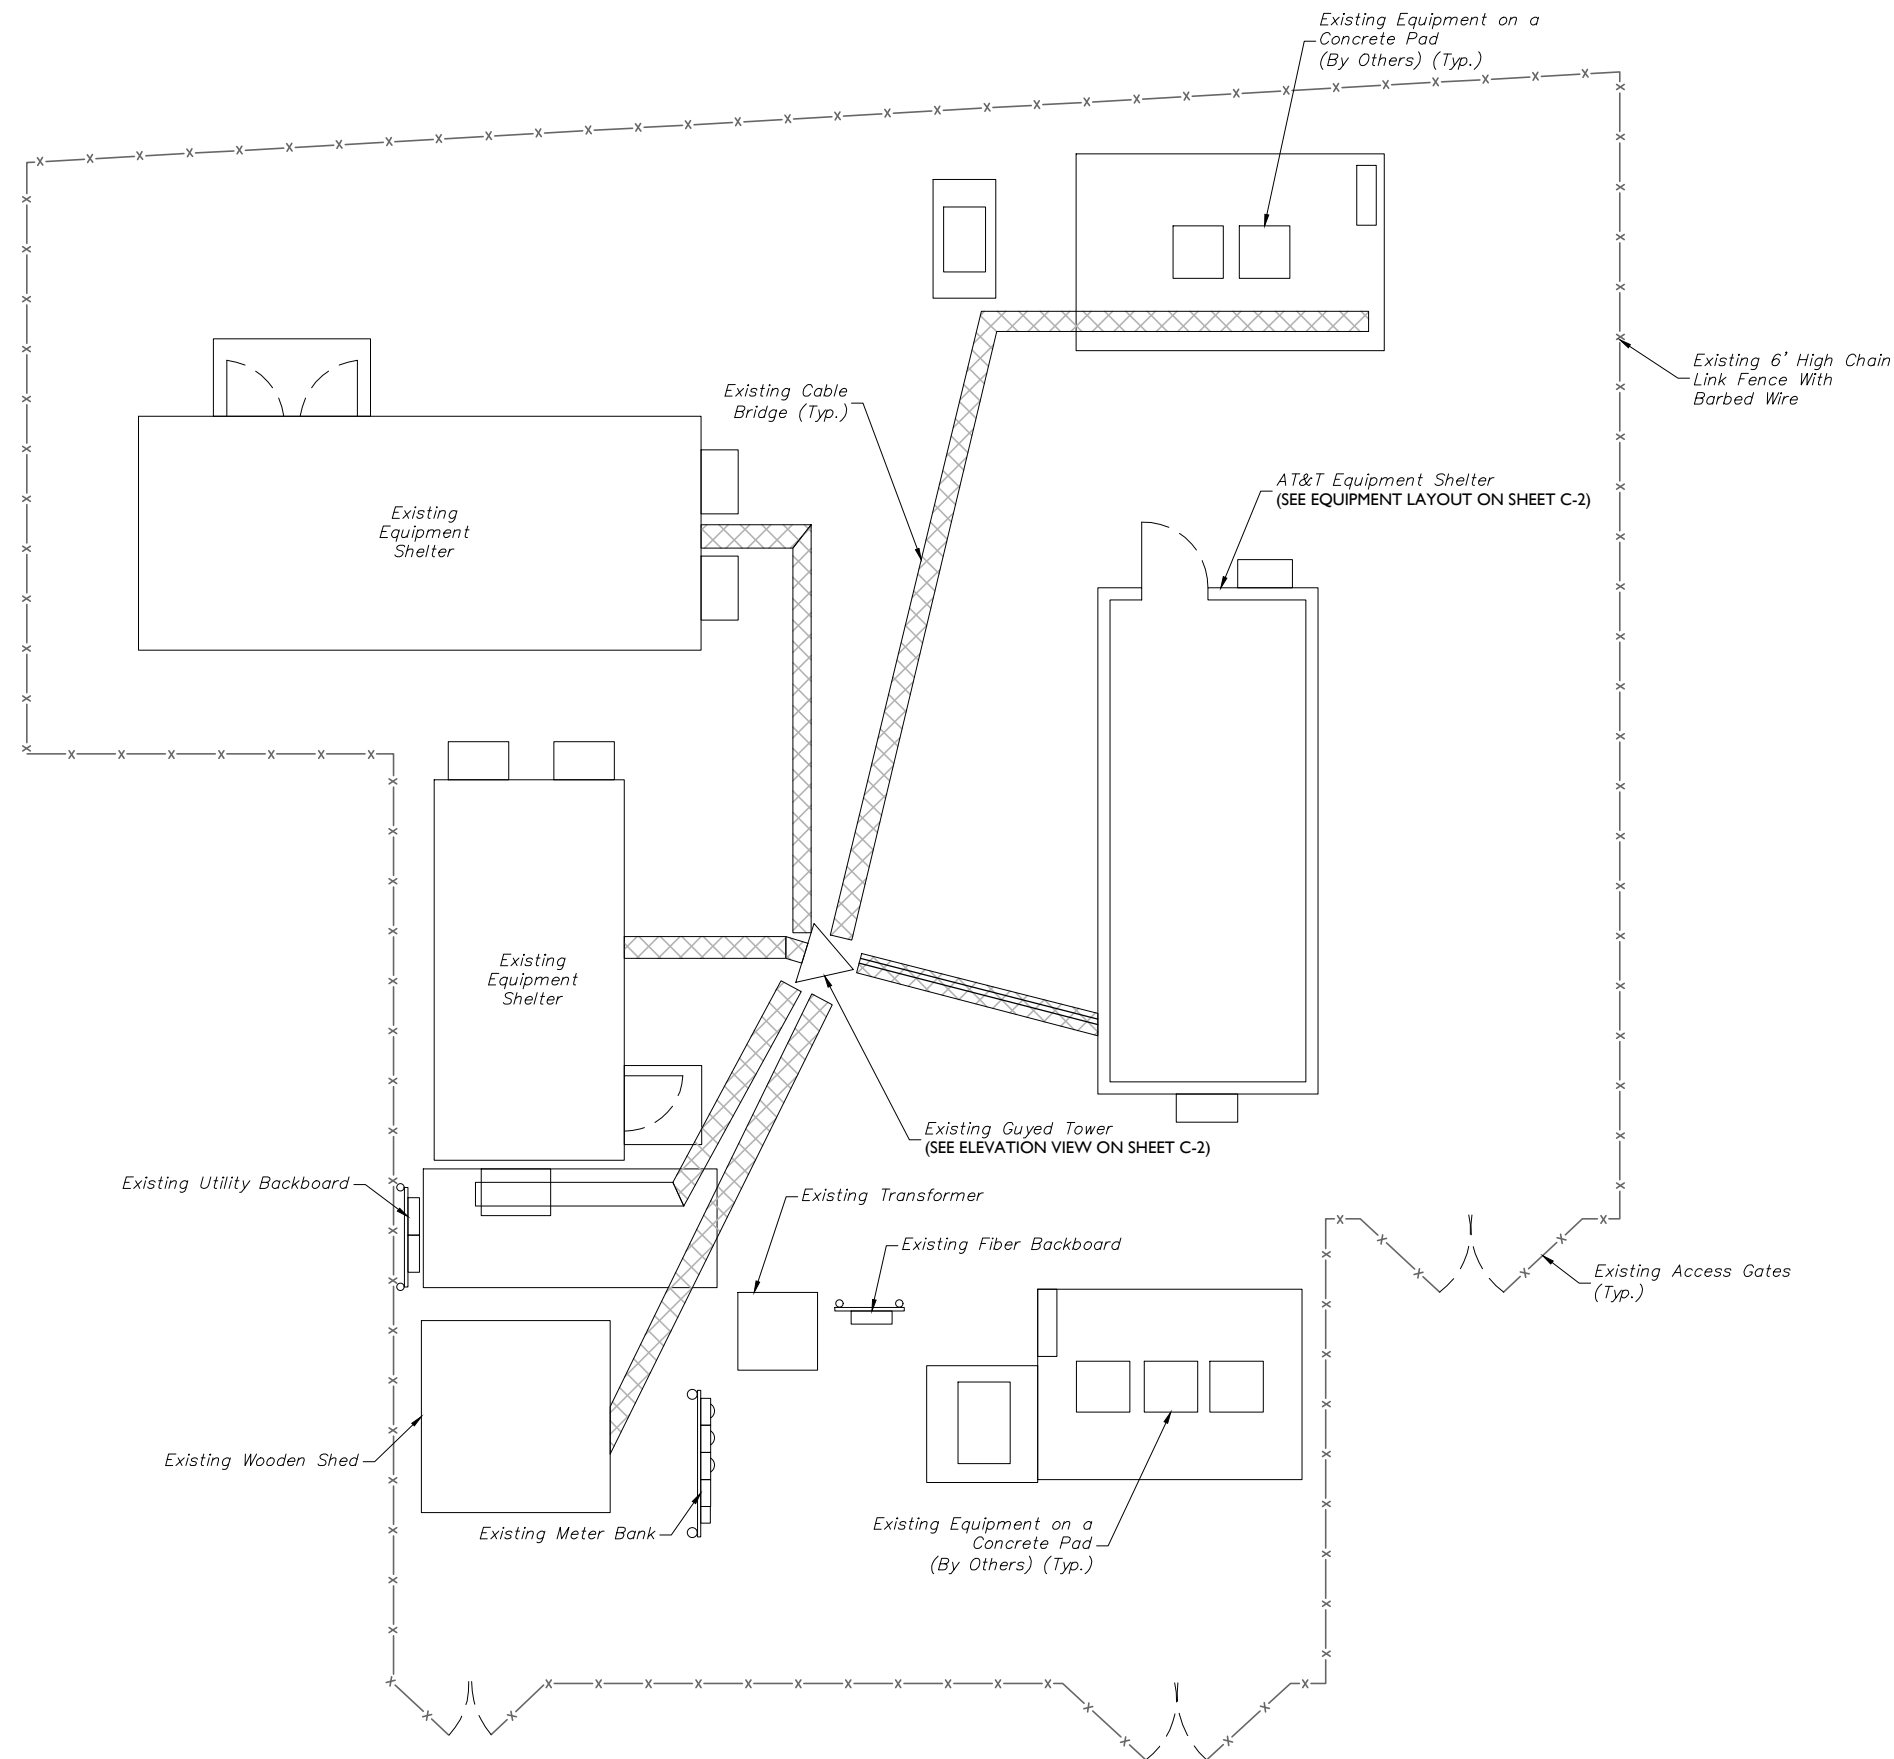 Existing Equipment on a
Concrete Pad
(By Others) (Typ.)
Existing 6' High Chain
Link Fence With
Barbed Wire
Existing Cable
Bridge (Typ.)
AT&T Equipment Shelter
(SEE EQUIPMENT LAYOUT ON SHEET C-2)
Existing
Equipment
Shelter
Existing
Equipment
Shelter
Existing Guyed Tower
(SEE ELEVATION VIEW ON SHEET C-2)
Existing Utility Backboard
Existing Transformer
Existing Fiber Backboard
Existing Access Gates
(Typ.)
Existing Wooden Shed
Existing Meter Bank
Existing Equipment on a
Concrete Pad
(By Others) (Typ.)